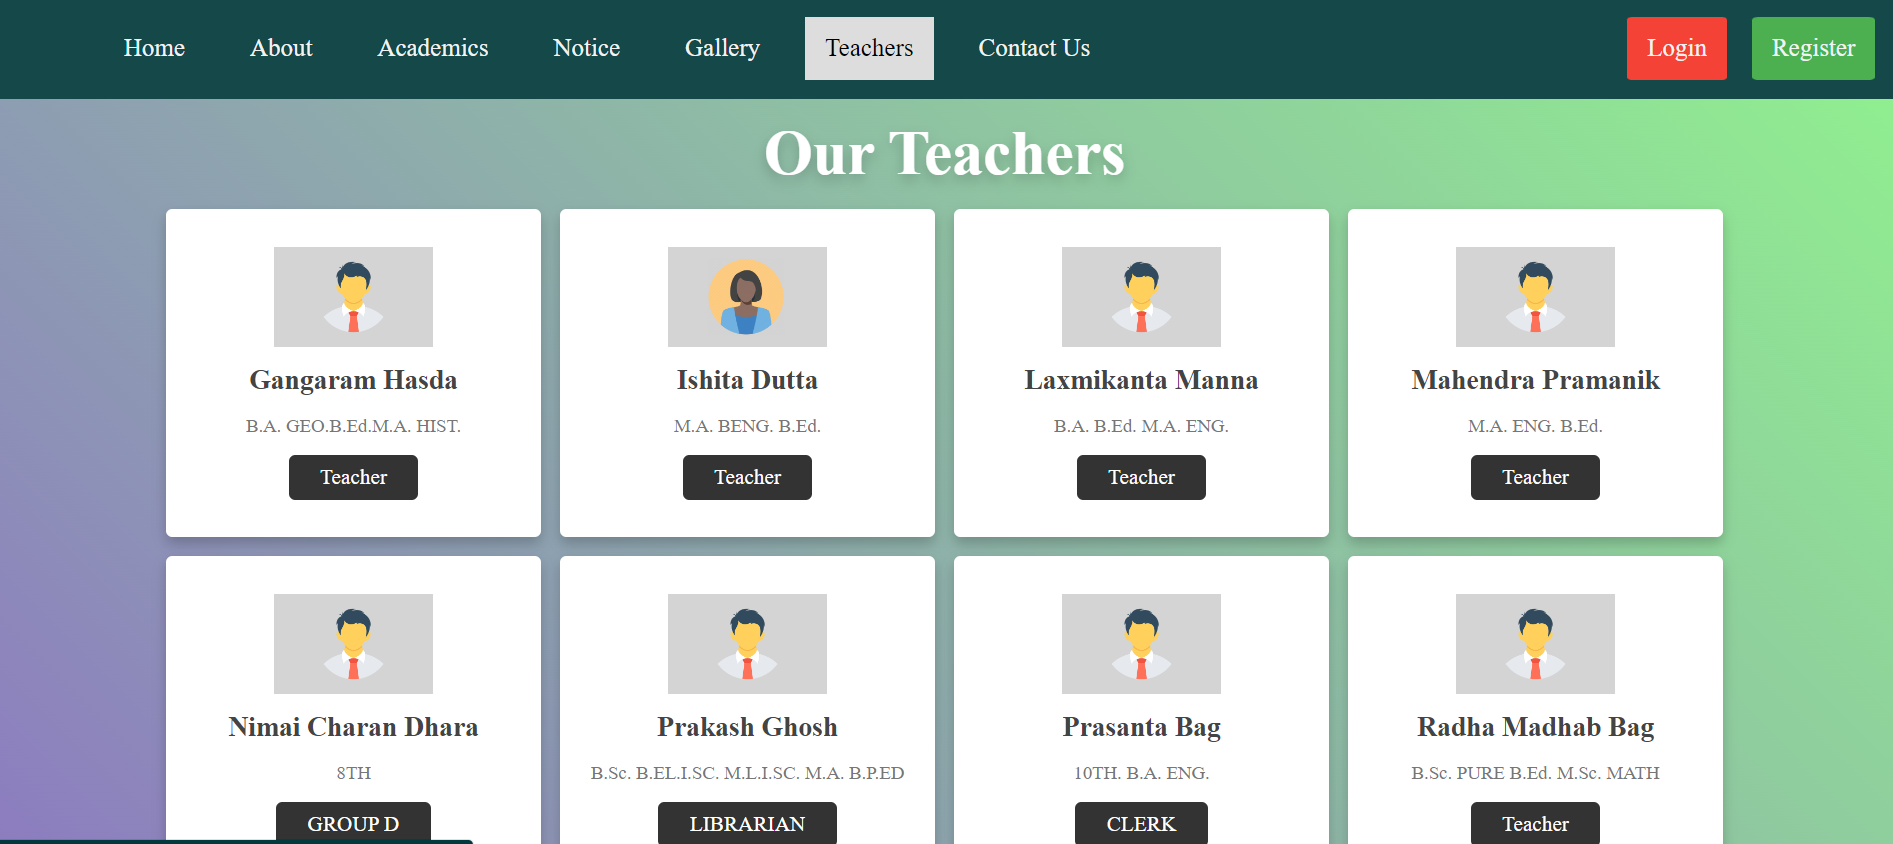 Home About Academics Notice Gallery Teachers Contact Us Login Register
Our Teachers
Gangaram Hasda
B.A. GEO.B.Ed.M.A. HIST.
Teacher
Ishita Dutta
M.A. BENG. B.Ed.
Teacher
Laxmikanta Manna
B.A. B.Ed. M.A. ENG.
Teacher
Mahendra Pramanik
M.A. ENG. B.Ed.
Teacher
Nimai Charan Dhara
8TH
GROUP D
Prakash Ghosh
B.Sc. B.EL.I.SC. M.L.I.SC. M.A. B.P.ED
LIBRARIAN
Prasanta Bag
10TH. B.A. ENG.
CLERK
Radha Madhab Bag
B.Sc. PURE B.Ed. M.Sc. MATH
Teacher